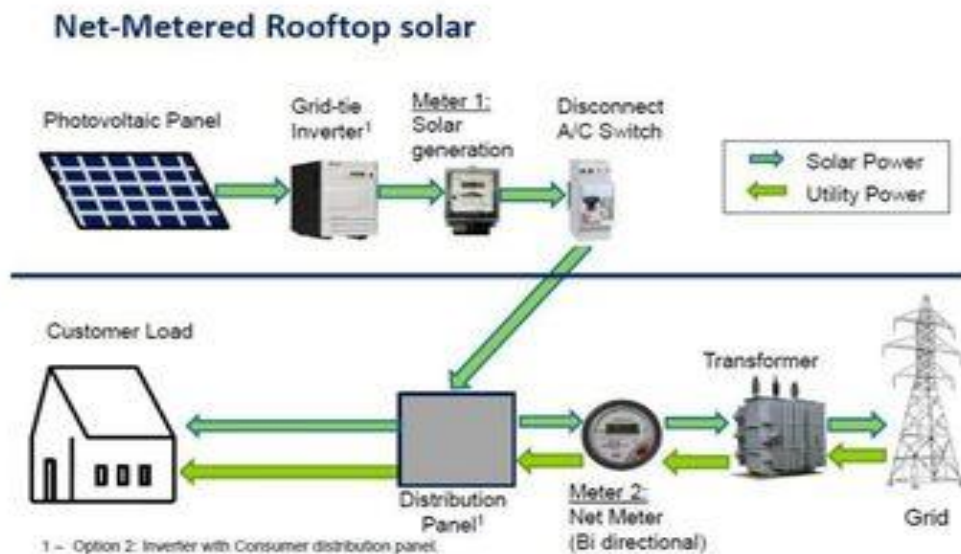 Net-Metered Rooftop solar
Photovoltaic Panel
Grid-tie
Inverter¹
Meter 1:
Solar
generation
Disconnect
A/C Switch
Solar Power
Utility Power
Customer Load
Transformer
Distribution
Panel¹
Meter 2:
Net Meter
(Bi directional)
Grid
1 – Option 2: Inverter with Consumer distribution panel.